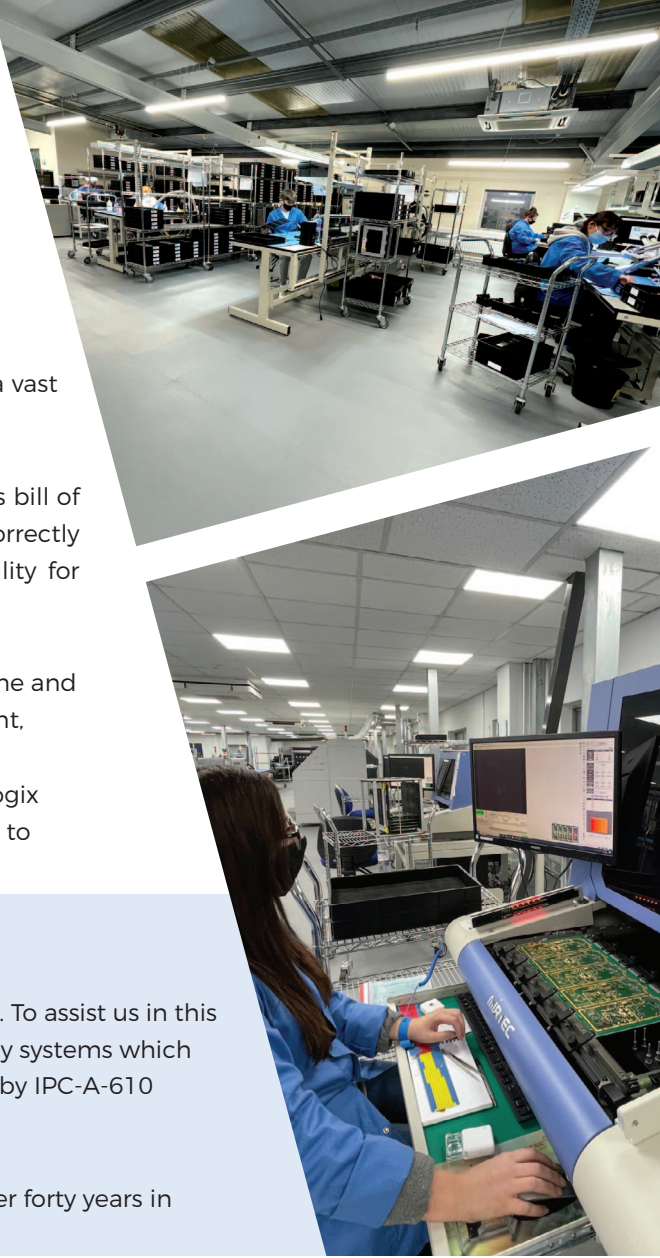 a vast
s bill of
orrectly
lity for
ne and
nt,
ogix
to
. To assist us in this
y systems which
by IPC-A-610
er forty years in
MIRTEC